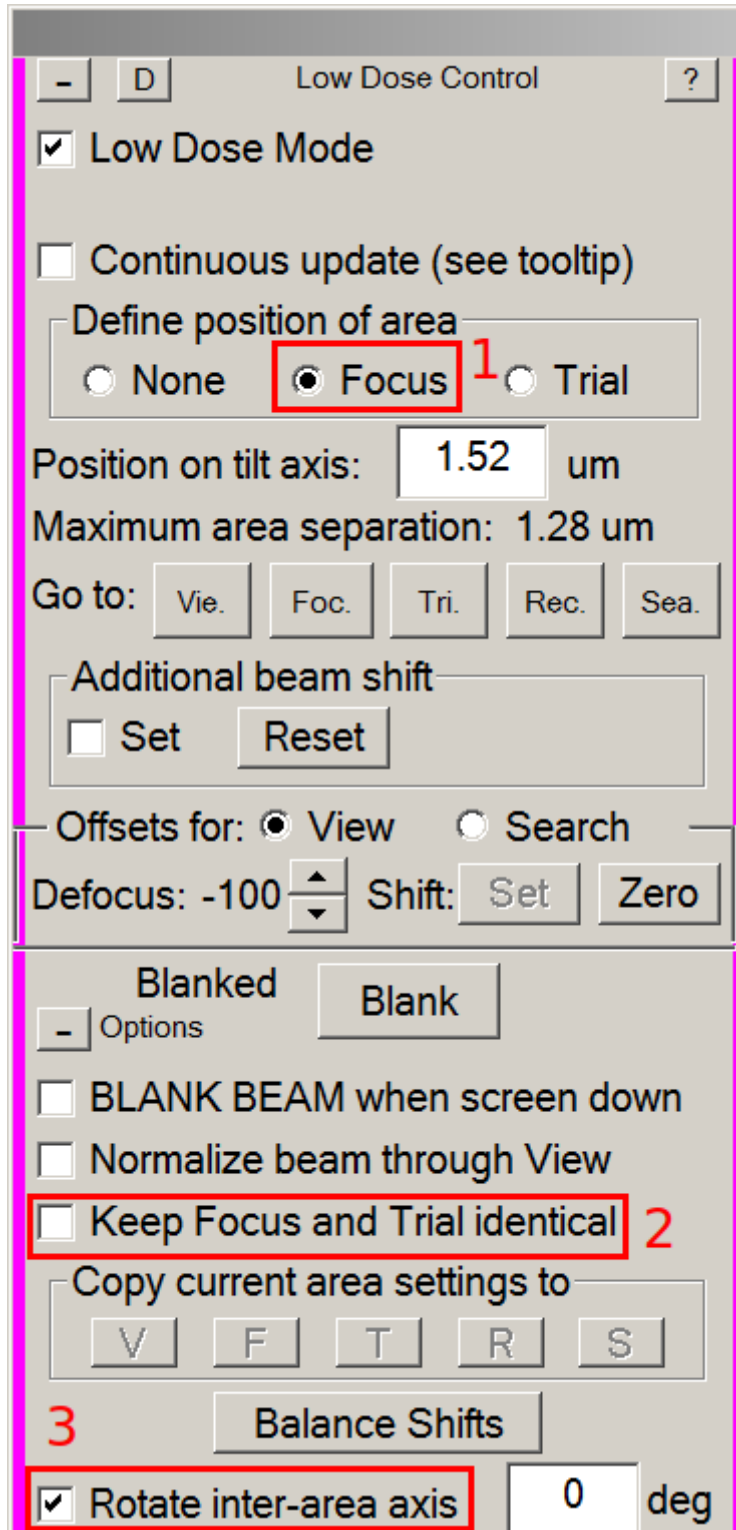 - D Low Dose Control ?
Low Dose Mode
Continuous update (see tooltip)
Define position of area
None Focus 1 Trial
Position on tilt axis: 1.52 um
Maximum area separation: 1.28 um
Go to: Vie. Foc. Tri. Rec. Sea.
Additional beam shift
Set Reset
Offsets for: View Search
Defocus: -100 Shift: Set Zero
Blanked Blank
- Options
BLANK BEAM when screen down
Normalize beam through View
Keep Focus and Trial identical 2
Copy current area settings to
V F T R S
3 Balance Shifts
Rotate inter-area axis 0 deg